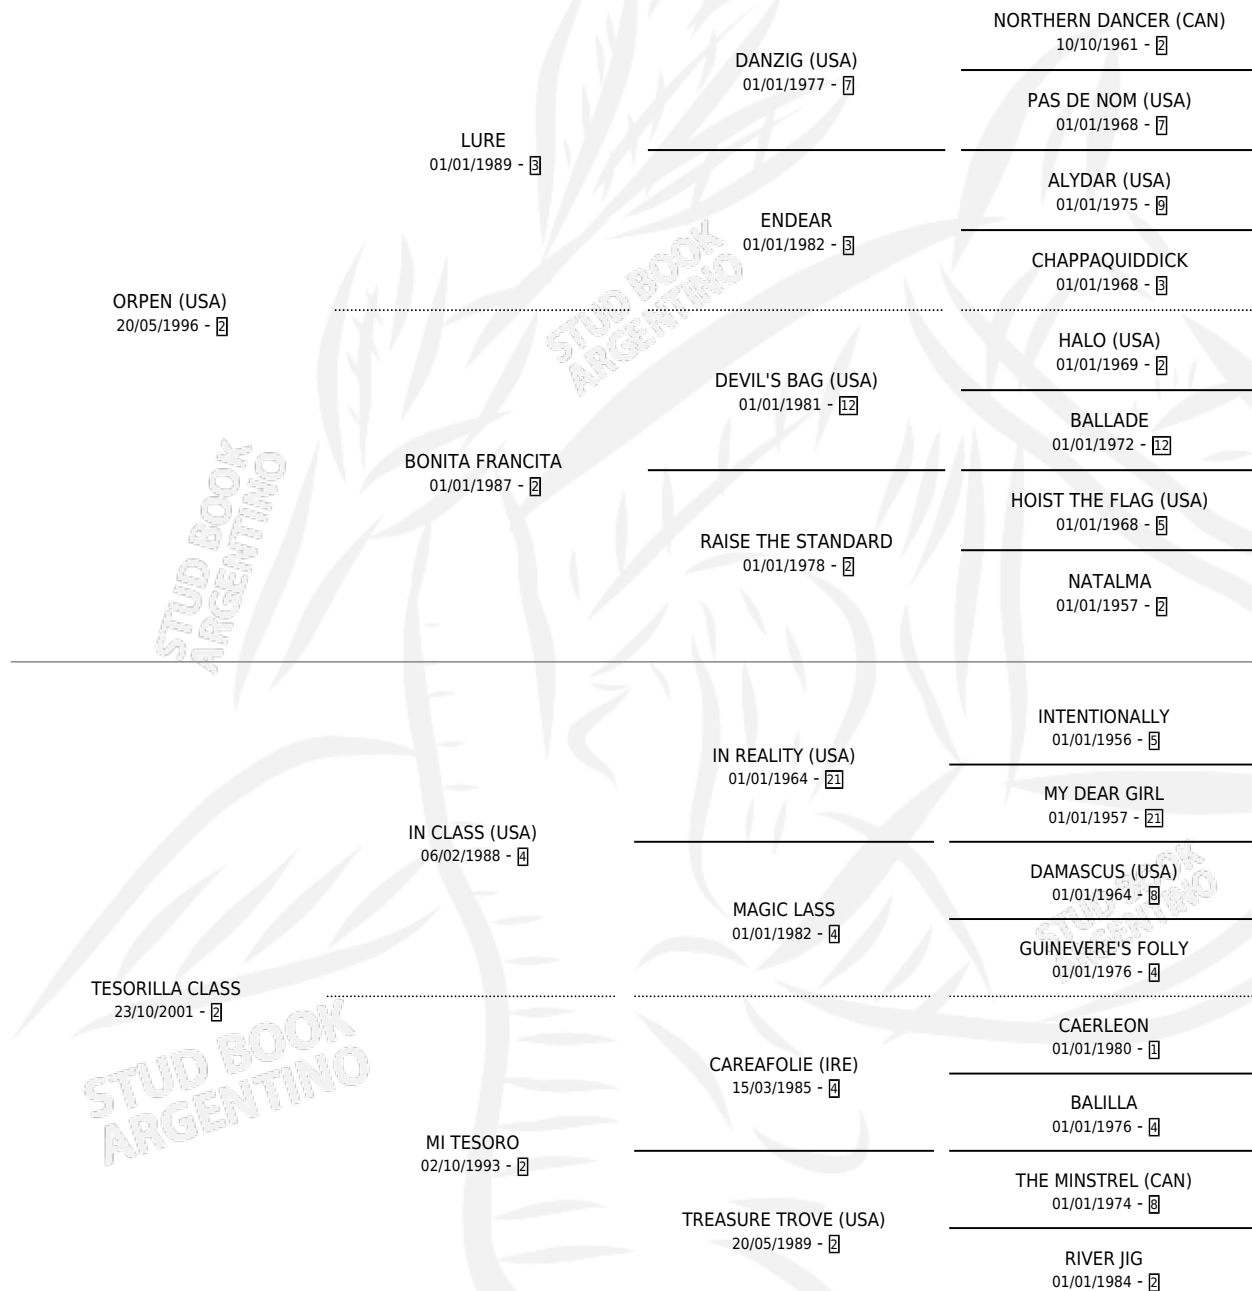 NORTHERN DANCER (CAN)
10/10/1961 - 2
DANZIG (USA)
01/01/1977 - 7
PAS DE NOM (USA)
01/01/1968 - 7
LURE
01/01/1989 - 3
ALYDAR (USA)
01/01/1975 - 9
ENDEAR
01/01/1982 - 3
CHAPPAQUIDDICK
01/01/1968 - 3
ORPEN (USA)
20/05/1996 - 2
HALO (USA)
01/01/1969 - 2
DEVIL'S BAG (USA)
01/01/1981 - 12
BALLADE
01/01/1972 - 12
BONITA FRANCITA
01/01/1987 - 2
HOIST THE FLAG (USA)
01/01/1968 - 5
RAISE THE STANDARD
01/01/1978 - 2
NATALMA
01/01/1957 - 2
INTENTIONALLY
01/01/1956 - 5
IN REALITY (USA)
01/01/1964 - 21
MY DEAR GIRL
01/01/1957 - 21
IN CLASS (USA)
06/02/1988 - 4
DAMASCUS (USA)
01/01/1964 - 8
MAGIC LASS
01/01/1982 - 4
GUINEVERE'S FOLLY
01/01/1976 - 4
TESORILLA CLASS
23/10/2001 - 2
CAERLEON
01/01/1980 - 1
CAREAFOLIE (IRE)
15/03/1985 - 4
BALILLA
01/01/1976 - 4
MI TESORO
02/10/1993 - 2
THE MINSTREL (CAN)
01/01/1974 - 8
TREASURE TROVE (USA)
20/05/1989 - 2
RIVER JIG
01/01/1984 - 2
STUD BOOK
ARGENTINO
STUD BOOK
ARGENTINO
STUD BOOK
ARGENTINO
STUD BOOK
ARGENTINO